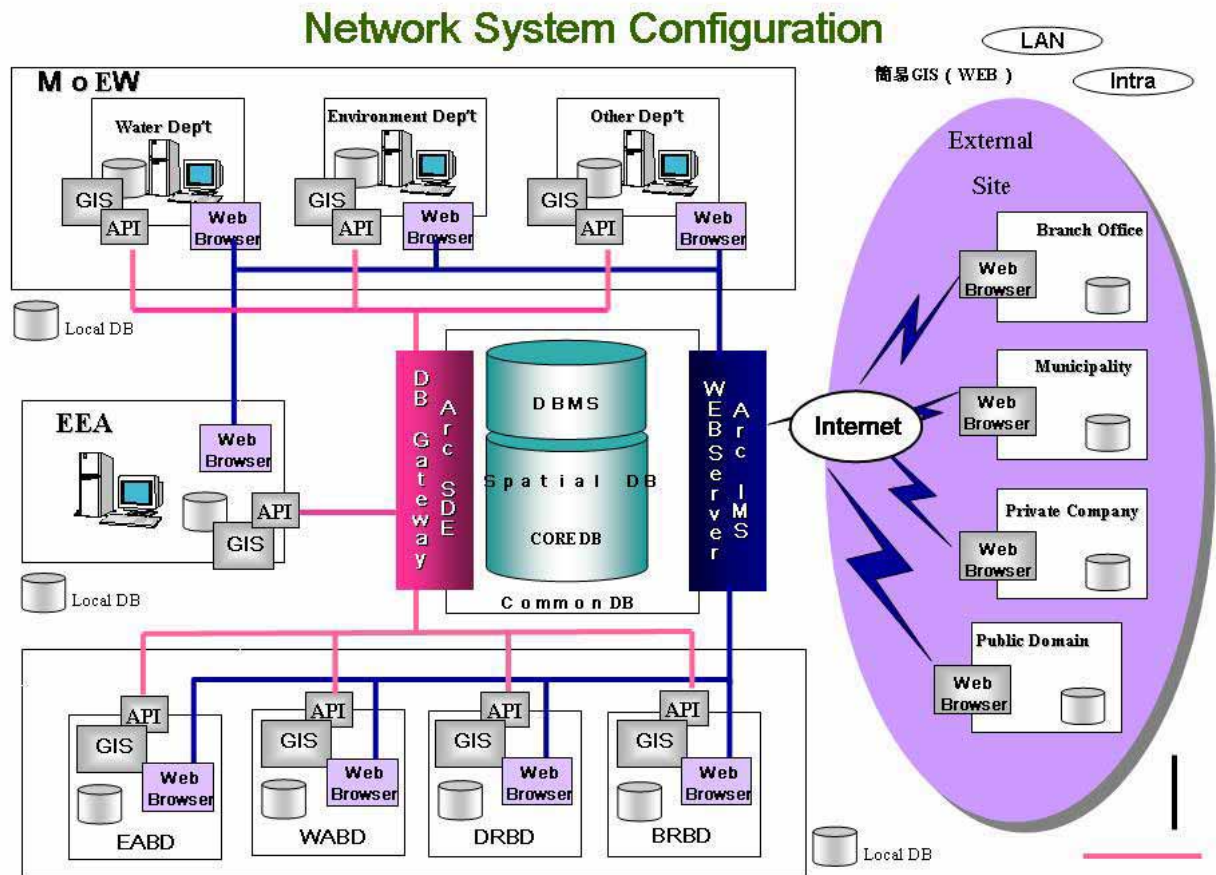 Network System Configuration
LAN
簡易GIS ( WEB )
Intra
M o EW
Water Dep't
GIS
API
Web
Browser
Environment Dep't
GIS
API
Web
Browser
Other Dep't
GIS
API
Web
Browser
Local DB
EEA
Web
Browser
API
GIS
Local DB
DB Gateway
Arc SDE
DBMS
Spatial DB
CORE DB
Common DB
WEBServer
Arc IMS
Internet
External
Site
Branch Office
Web
Browser
Municipality
Web
Browser
Private Company
Web
Browser
Public Domain
Web
Browser
API
GIS
Web
Browser
EABD
API
GIS
Web
Browser
WABD
API
GIS
Web
Browser
DRBD
API
GIS
Web
Browser
BRBD
Local DB